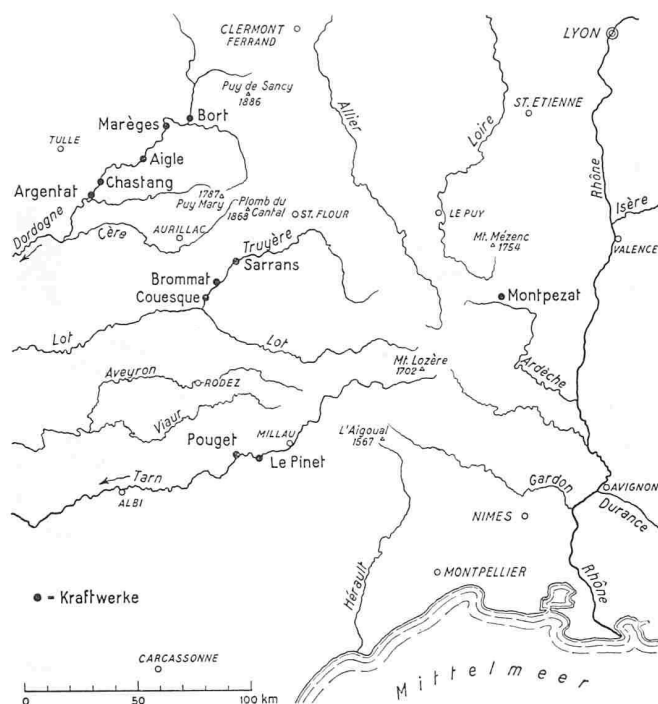 CLERMONT
FERRAND
LYON
Puy de Sancy
1886
Allier
Loire
ST. ETIENNE
Marèges
Bort
TULLE
Aigle
Rhône
Chastang
Argentat
1787
Puy Mary
Plomb du
1868 Cantal
ST. FLOUR
LE PUY
Isère
Dordogne
Cère
AURILLAC
Truyère
Mt. Mézenc
1754
VALENCE
Sarrans
Brommat
Couesque
Montpezat
Lot
Lot
Ardèche
Mt. Lozère
1702
Aveyron
RODEZ
Viaur
MILLAU
L'Aigoual
1567
Pouget
Le Pinet
Tarn
Gardon
AVIGNON
ALBI
NIMES
Durance
Hérault
MONTPELLIER
Rhône
- Kraftwerke
CARCASSONNE
Mittelmeer
0 50 100 km